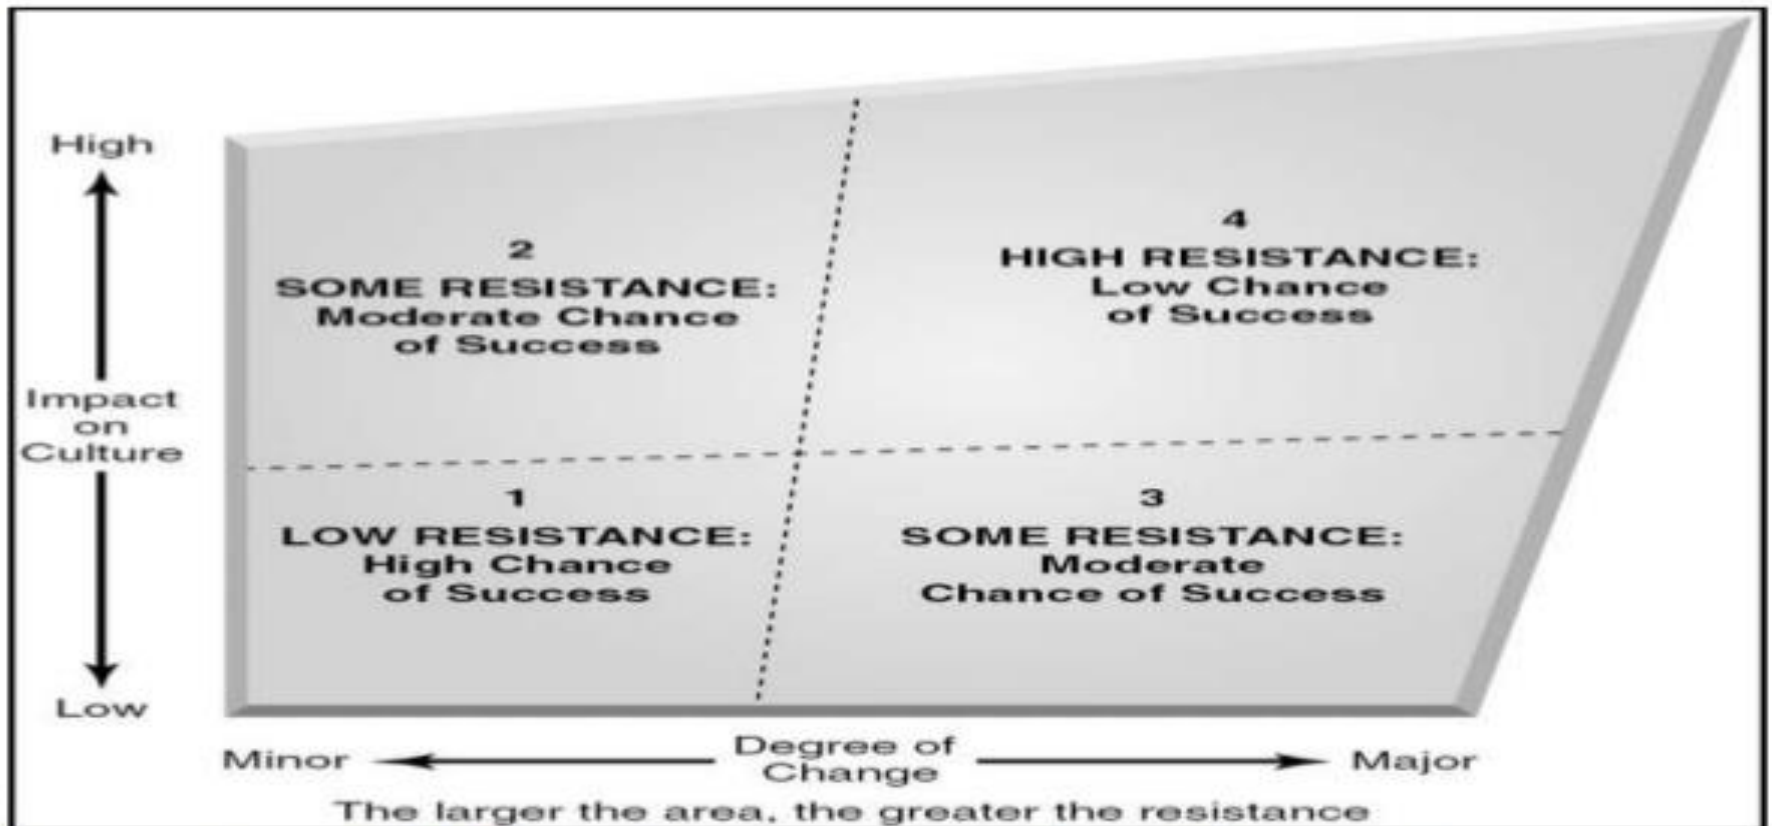 High
Impact
on
Culture
Low
2
SOME RESISTANCE:
Moderate Chance
of Success
4
HIGH RESISTANCE:
Low Chance
of Success
1
LOW RESISTANCE:
High Chance
of Success
3
SOME RESISTANCE:
Moderate
Chance of Success
Minor
Degree of
Change
Major
The larger the area, the greater the resistance